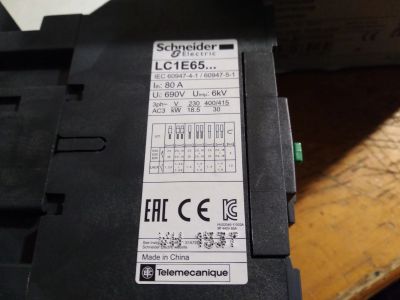 Schneider
Electric
LC1E65...
IEC 60947-4-1 / 60947-5-1
Ith: 80 A
Ui: 690V Uimp: 6kV
3ph~ V 230 400/415
AC3 kW 18.5 30
EAC CE
Made in China
Telemecanique